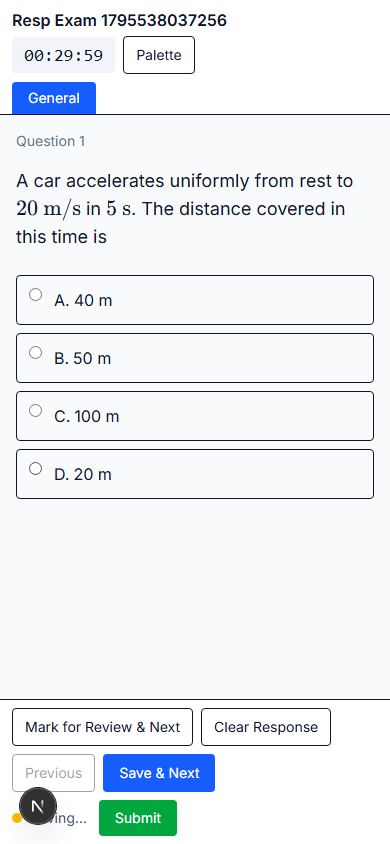 Resp Exam 1795538037256
00:29:59
Palette
General
Question 1
A car accelerates uniformly from rest to
20 m/s in 5 s. The distance covered in
this time is
A. 40 m
B. 50 m
C. 100 m
D. 20 m
Mark for Review & Next
Clear Response
Previous
Save & Next
N
ing...
Submit